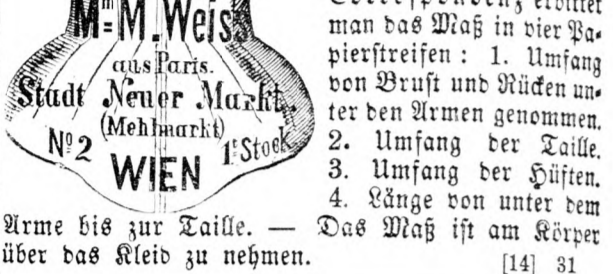 Mᵐ M. Weiss
aus Paris.
Stadt Neuer Markt.
(Mehlmarkt)
Nº 2 1ᵗ Stock
WIEN
man das Maß in vier Pa-
pierstreifen : 1. Umfang
von Brust und Rücken un-
ter den Armen genommen.
2. Umfang der Taille.
3. Umfang der Hüften.
4. Länge von unter dem
Arme bis zur Taille. — Das Maß ist am Körper
über das Kleid zu nehmen.
[14] 31